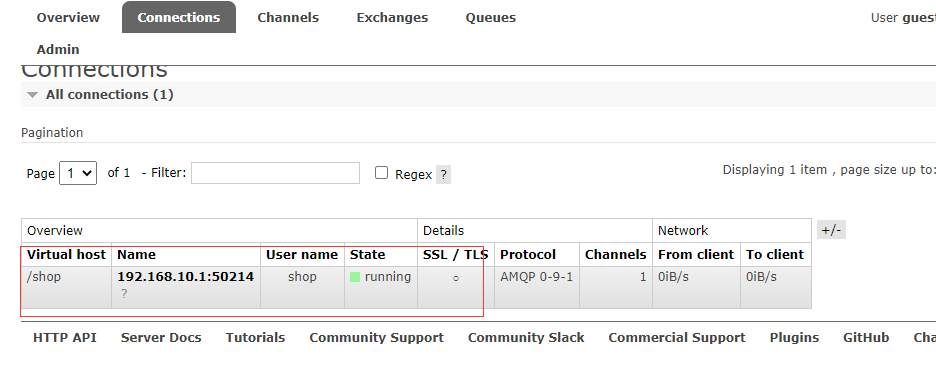 Overview Connections Channels Exchanges Queues User gues
Admin
Connections
All connections (1)
Pagination
Page 1 of 1 - Filter: Regex ? Displaying 1 item , page size up to:
Overview Details Network +/-
Virtual host Name User name State SSL / TLS Protocol Channels From client To client
/shop 192.168.10.1:50214 shop running ○ AMQP 0-9-1 1 0iB/s 0iB/s
?
HTTP API Server Docs Tutorials Community Support Community Slack Commercial Support Plugins GitHub Cha